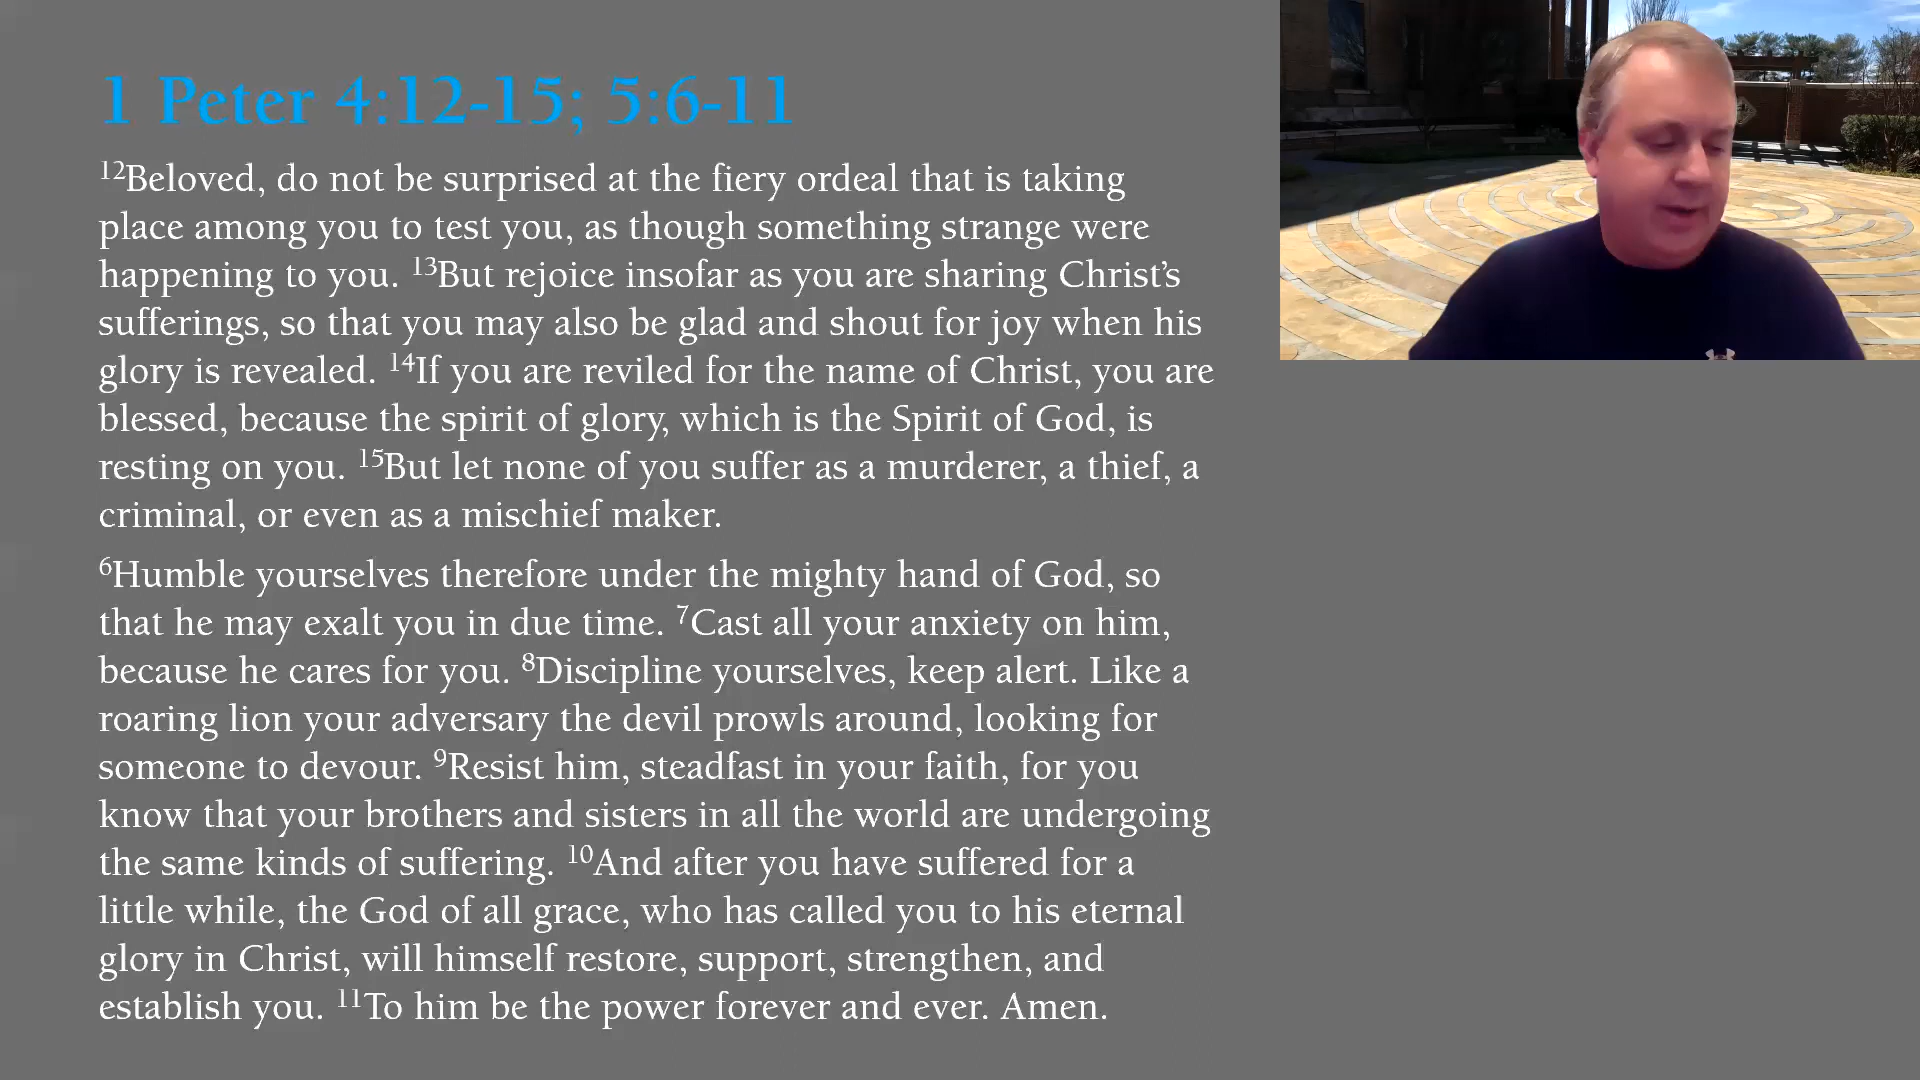 1 Peter 4:12-15; 5:6-11
12Beloved, do not be surprised at the fiery ordeal that is taking
place among you to test you, as though something strange were
happening to you. 13But rejoice insofar as you are sharing Christ’s
sufferings, so that you may also be glad and shout for joy when his
glory is revealed. 14If you are reviled for the name of Christ, you are
blessed, because the spirit of glory, which is the Spirit of God, is
resting on you. 15But let none of you suffer as a murderer, a thief, a
criminal, or even as a mischief maker.
6Humble yourselves therefore under the mighty hand of God, so
that he may exalt you in due time. 7Cast all your anxiety on him,
because he cares for you. 8Discipline yourselves, keep alert. Like a
roaring lion your adversary the devil prowls around, looking for
someone to devour. 9Resist him, steadfast in your faith, for you
know that your brothers and sisters in all the world are undergoing
the same kinds of suffering. 10And after you have suffered for a
little while, the God of all grace, who has called you to his eternal
glory in Christ, will himself restore, support, strengthen, and
establish you. 11To him be the power forever and ever. Amen.